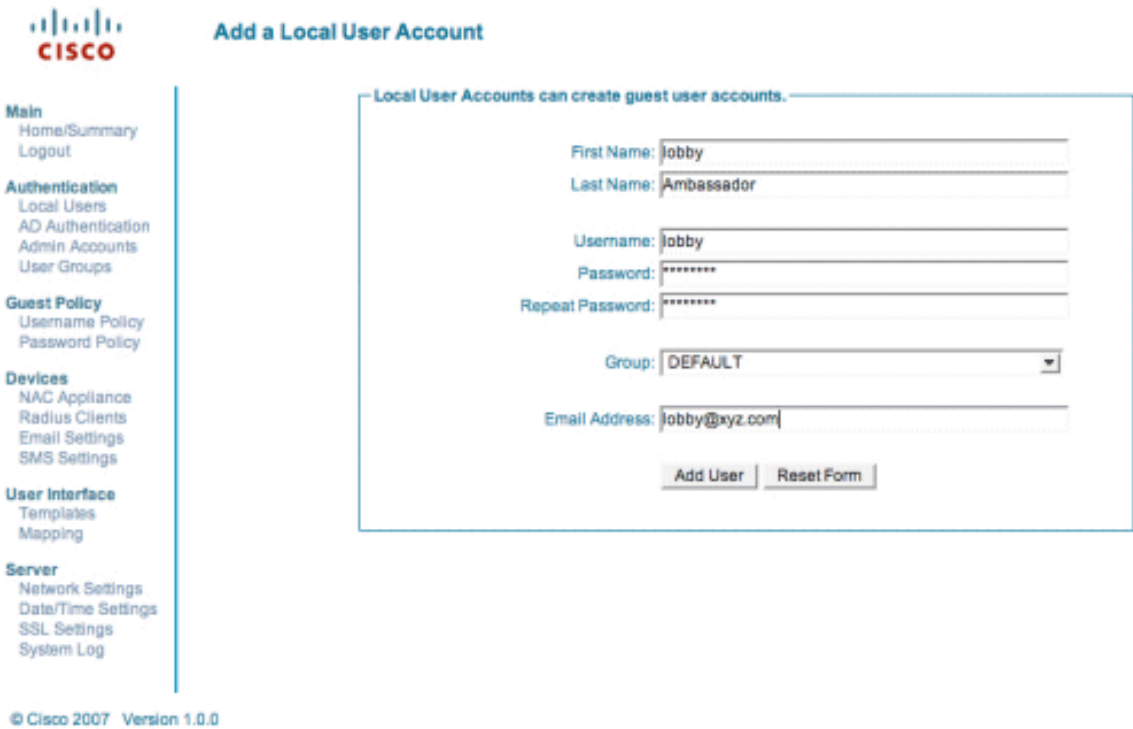 CISCO
Add a Local User Account
Main
Home/Summary
Logout
Authentication
Local Users
AD Authentication
Admin Accounts
User Groups
Guest Policy
Username Policy
Password Policy
Devices
NAC Appliance
Radius Clients
Email Settings
SMS Settings
User Interface
Templates
Mapping
Server
Network Settings
Date/Time Settings
SSL Settings
System Log
Local User Accounts can create guest user accounts.
First Name: lobby
Last Name: Ambassador
Username: lobby
Password: ********
Repeat Password: ********
Group: DEFAULT
Email Address: lobby@xyz.com
Add User Reset Form
© Cisco 2007 Version 1.0.0